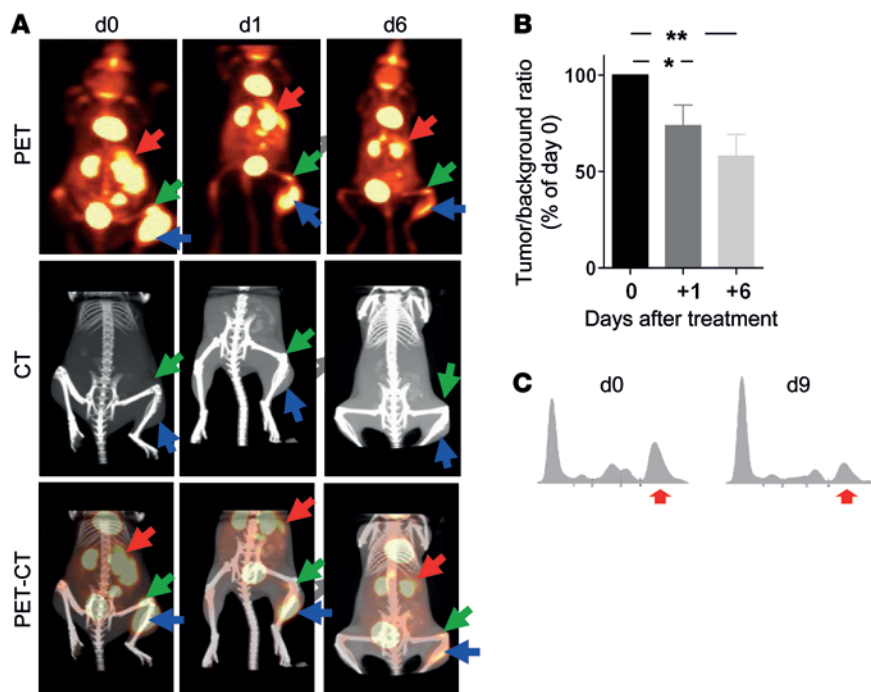 A
d0
d1
d6
PET
CT
PET-CT
B
**
*
Tumor/background ratio
(% of day 0)
100
50
0
0
+1
+6
Days after treatment
C
d0
d9